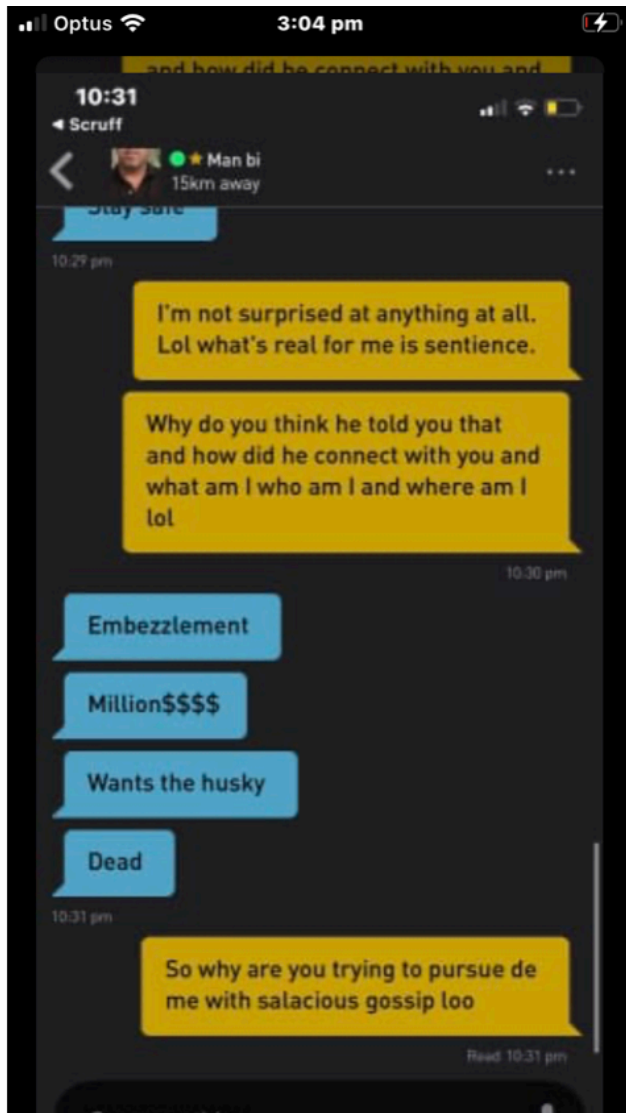 Optus
3:04 pm
and how did he connect with you and
10:31
Scruff
Man bi
15km away
Stay safe
10:29 pm
I'm not surprised at anything at all.
Lol what's real for me is sentience.
Why do you think he told you that
and how did he connect with you and
what am I who am I and where am I
lol
10:30 pm
Embezzlement
Million$$$$
Wants the husky
Dead
10:31 pm
So why are you trying to pursue de
me with salacious gossip loo
Read 10:31 pm